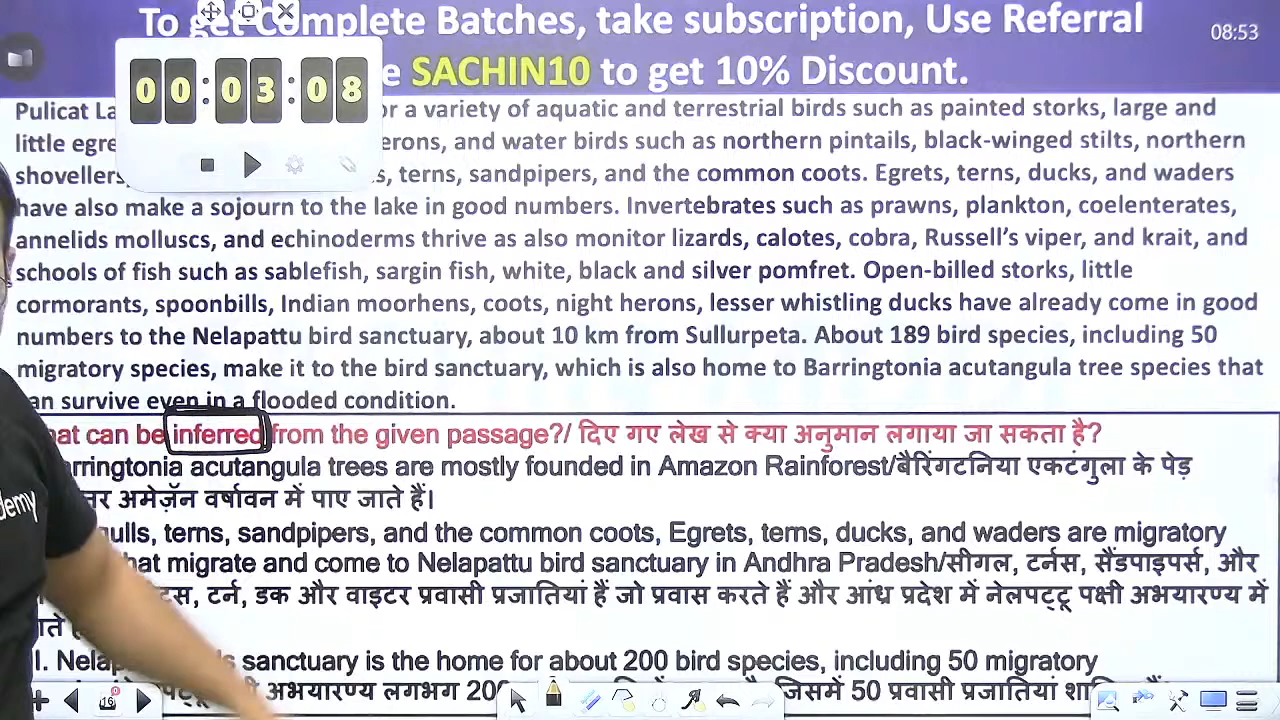 To get Complete Batches, take subscription, Use Referral
08:53
SACHIN10 to get 10% Discount.
00:03:08
Pulicat La or a variety of aquatic and terrestrial birds such as painted storks, large and
little egre erons, and water birds such as northern pintails, black-winged stilts, northern
shovellers, s, terns, sandpipers, and the common coots. Egrets, terns, ducks, and waders
have also make a sojourn to the lake in good numbers. Invertebrates such as prawns, plankton, coelenterates,
annelids molluscs, and echinoderms thrive as also monitor lizards, calotes, cobra, Russell's viper, and krait, and
schools of fish such as sablefish, sargin fish, white, black and silver pomfret. Open-billed storks, little
cormorants, spoonbills, Indian moorhens, coots, night herons, lesser whistling ducks have already come in good
numbers to the Nelapattu bird sanctuary, about 10 km from Sullurpeta. About 189 bird species, including 50
migratory species, make it to the bird sanctuary, which is also home to Barringtonia acutangula tree species that
an survive even in a flooded condition.
at can be inferred from the given passage?/ दिए गए लेख से क्या अनुमान लगाया जा सकता है?
arringtonia acutangula trees are mostly founded in Amazon Rainforest/बैरिंगटनिया एकटंगुला के पेड़
तर अमेज़ॅन वर्षावन में पाए जाते हैं।
gulls, terns, sandpipers, and the common coots, Egrets, terns, ducks, and waders are migratory
hat migrate and come to Nelapattu bird sanctuary in Andhra Pradesh/सीगल, टर्नस, सैंडपाइपर्स, और
टस, टर्न, डक और वाइटर प्रवासी प्रजातियां हैं जो प्रवास करते हैं और आंध्र प्रदेश में नेलपट्टू पक्षी अभयारण्य में
ाते
I. Nelap s sanctuary is the home for about 200 bird species, including 50 migratory
अभयारण्य लगभग 200 जिसमें 50 प्रवासी प्रजातियां
demy
16